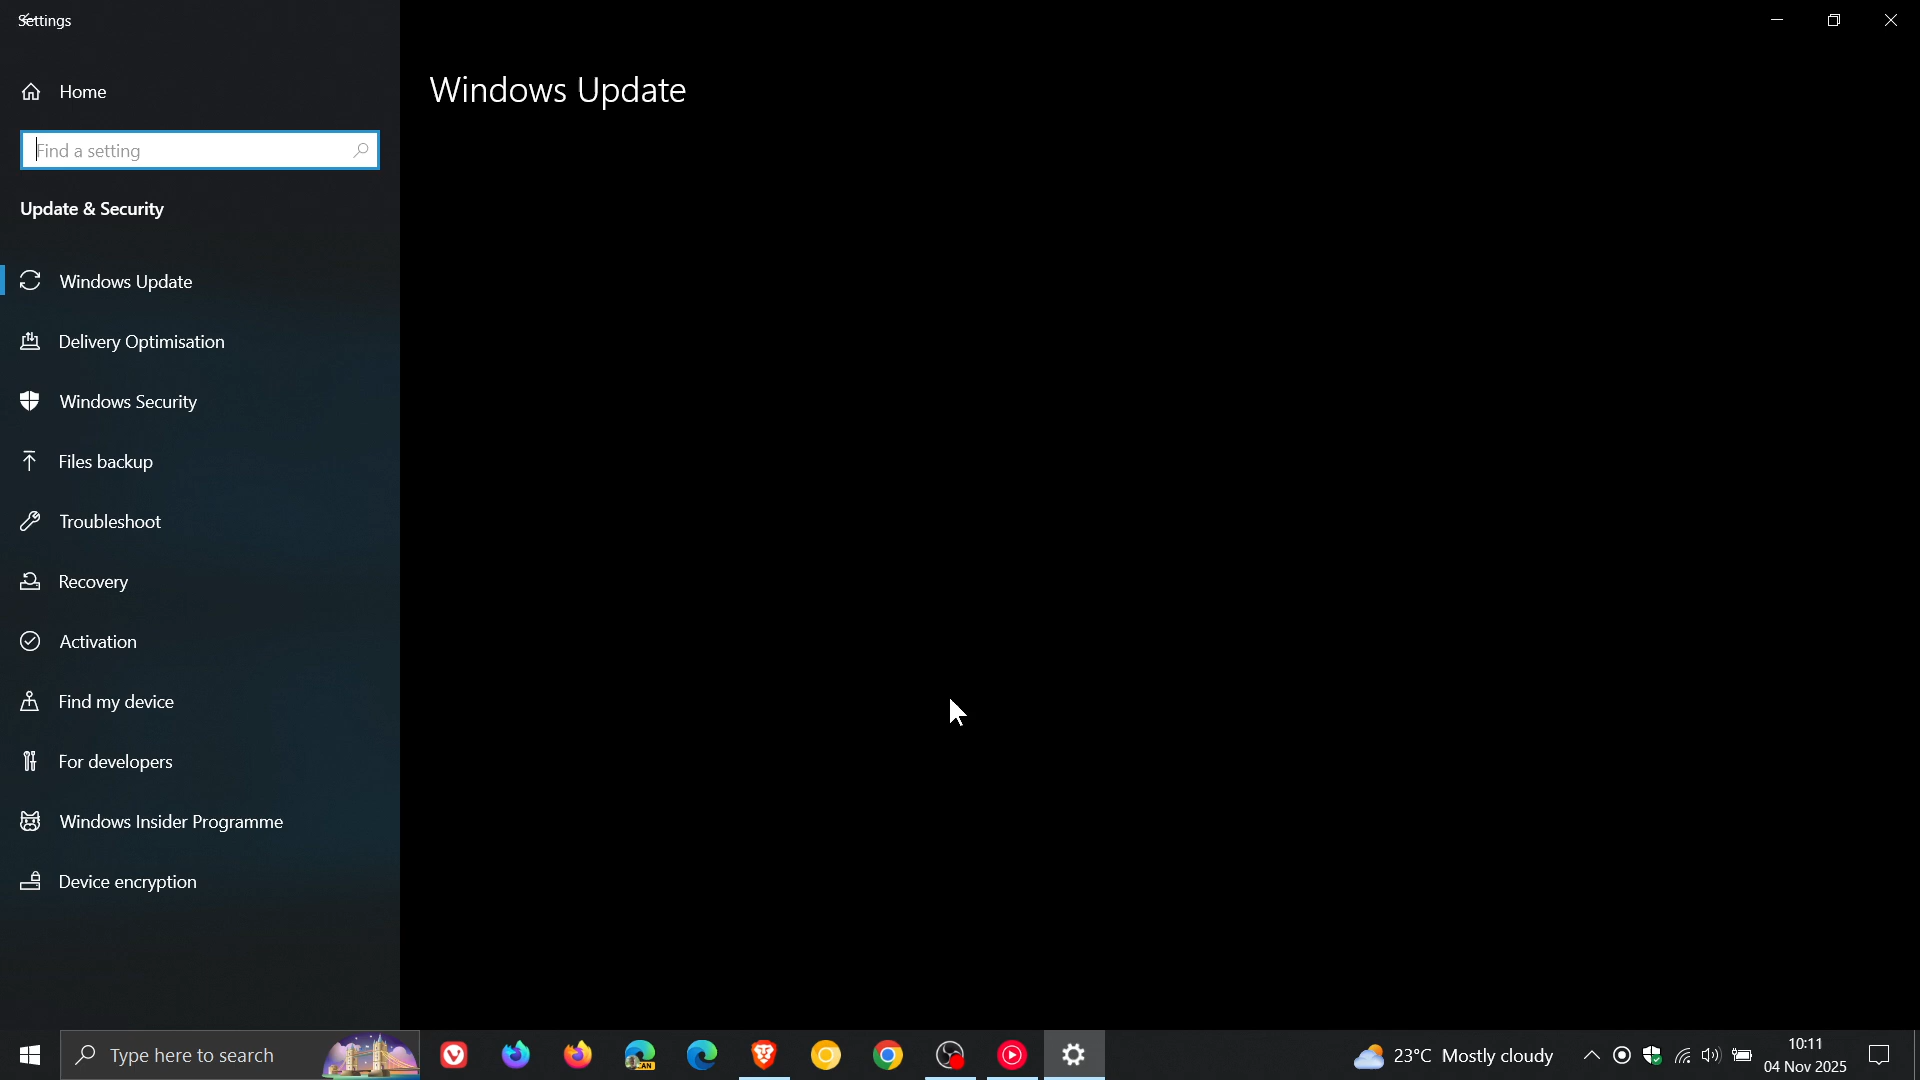 Settings
Home
Find a setting
Update & Security
Windows Update
Delivery Optimisation
Windows Security
Files backup
Troubleshoot
Recovery
Activation
Find my device
For developers
Windows Insider Programme
Device encryption
Windows Update
Type here to search
CAN
23°C Mostly cloudy
10:11
04 Nov 2025